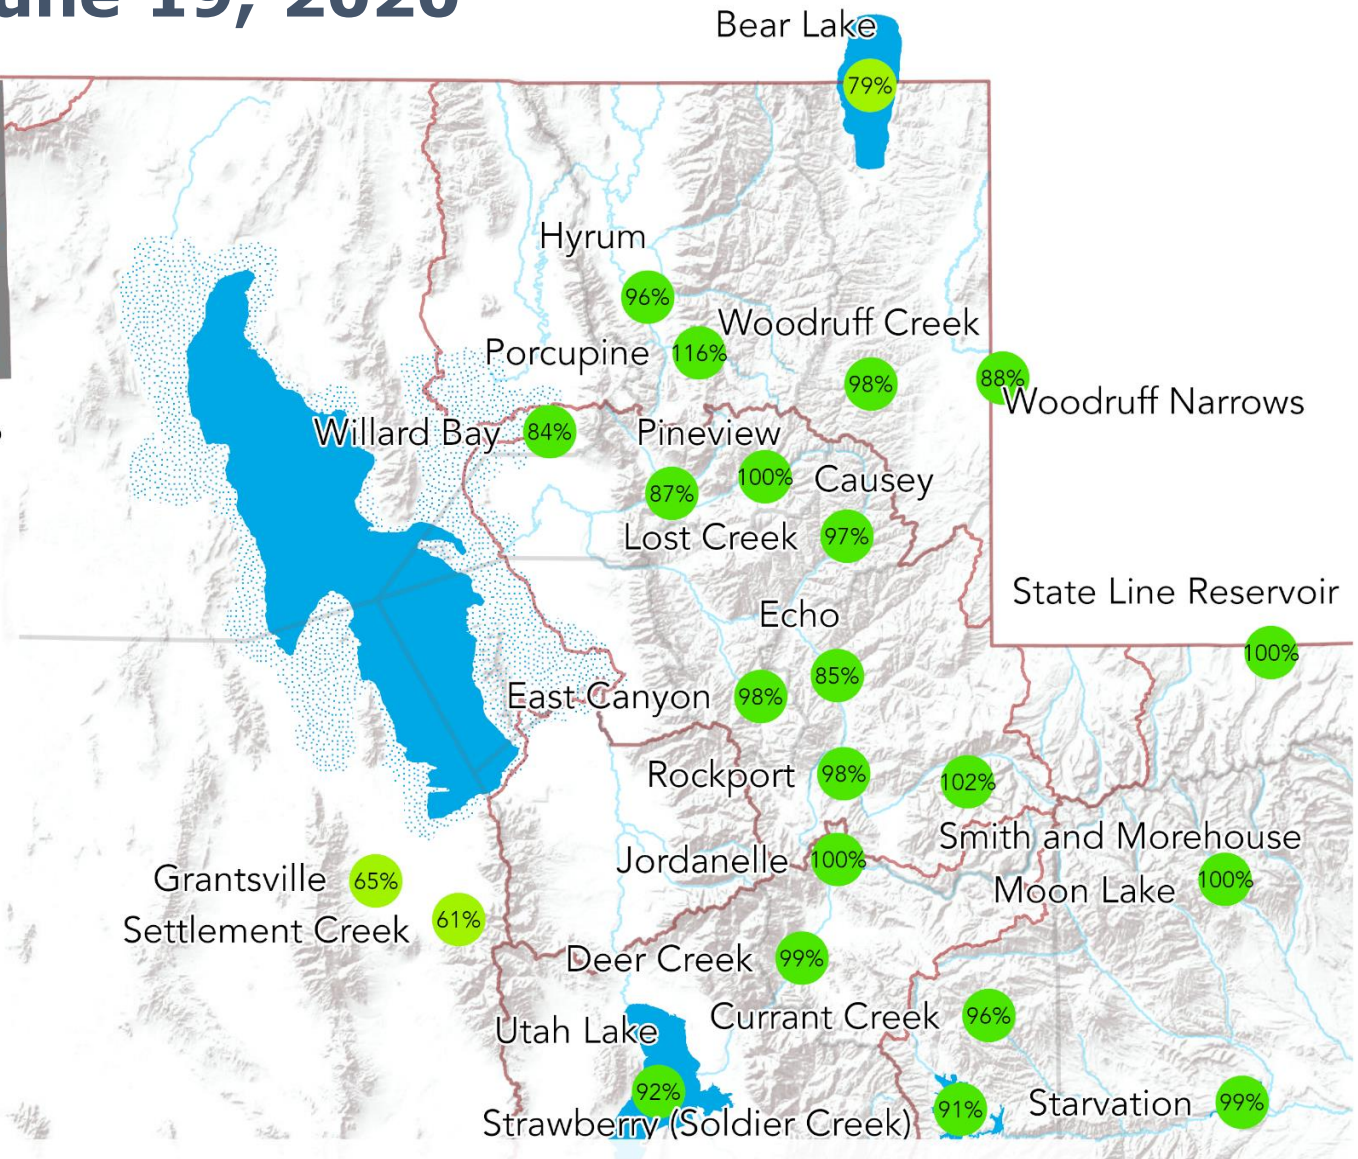 June 19, 2020
Bear Lake
79%
Hyrum
96%
Woodruff Creek
Porcupine
116%
98%
88%
Woodruff Narrows
Willard Bay
84%
Pineview
87%
100%
Causey
Lost Creek
97%
State Line Reservoir
100%
Echo
85%
East Canyon
98%
Rockport
98%
102%
Smith and Morehouse
Jordanelle
100%
Moon Lake
100%
Grantsville
65%
Settlement Creek
61%
Deer Creek
99%
Currant Creek
96%
Utah Lake
92%
Strawberry (Soldier Creek)
91%
Starvation
99%